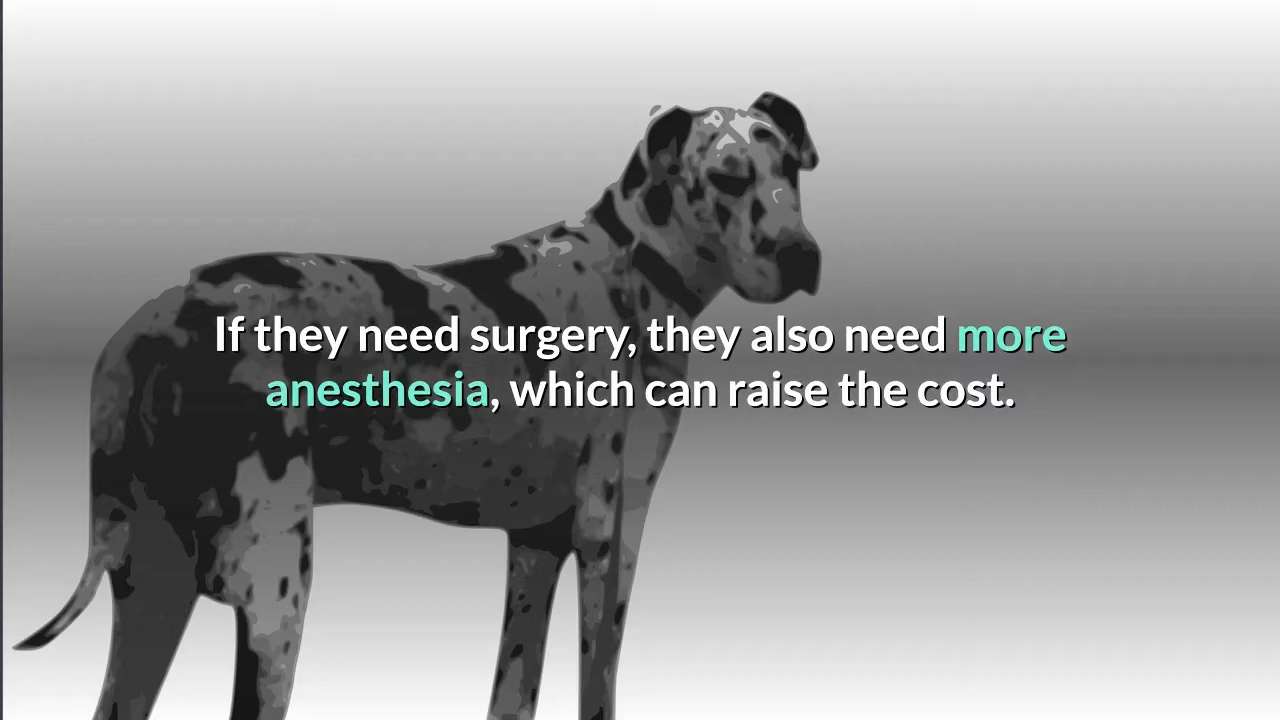 If they need surgery, they also need more
anesthesia, which can raise the cost.